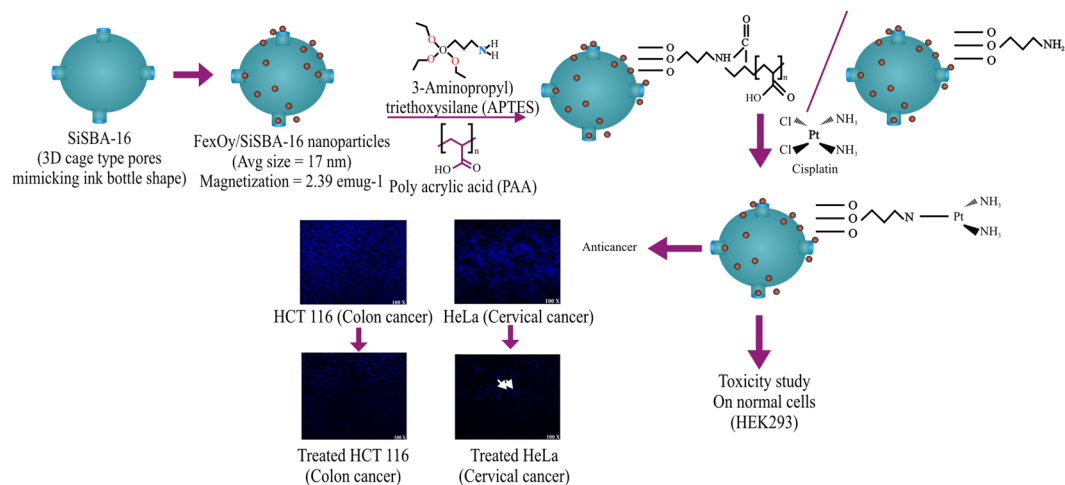 SiSBA-16
(3D cage type pores
mimicking ink bottle shape)
FexOy/SiSBA-16 nanoparticles
(Avg size = 17 nm)
Magnetization = 2.39 emug-1
O
O
O
O
N
H
H
3-Aminopropyl)
triethoxysilane (APTES)
n
HO
O
Poly acrylic acid (PAA)
O
O
O
NH
O
C
n
HO
O
O
O
O
NH2
Cl
NH3
Pt
Cl
NH3
Cisplatin
O
O
O
N
Pt
NH3
NH3
Anticancer
100 X
100 X
HCT 116 (Colon cancer)
HeLa (Cervical cancer)
100 X
100 X
Treated HCT 116
(Colon cancer)
Treated HeLa
(Cervical cancer)
Toxicity study
On normal cells
(HEK293)